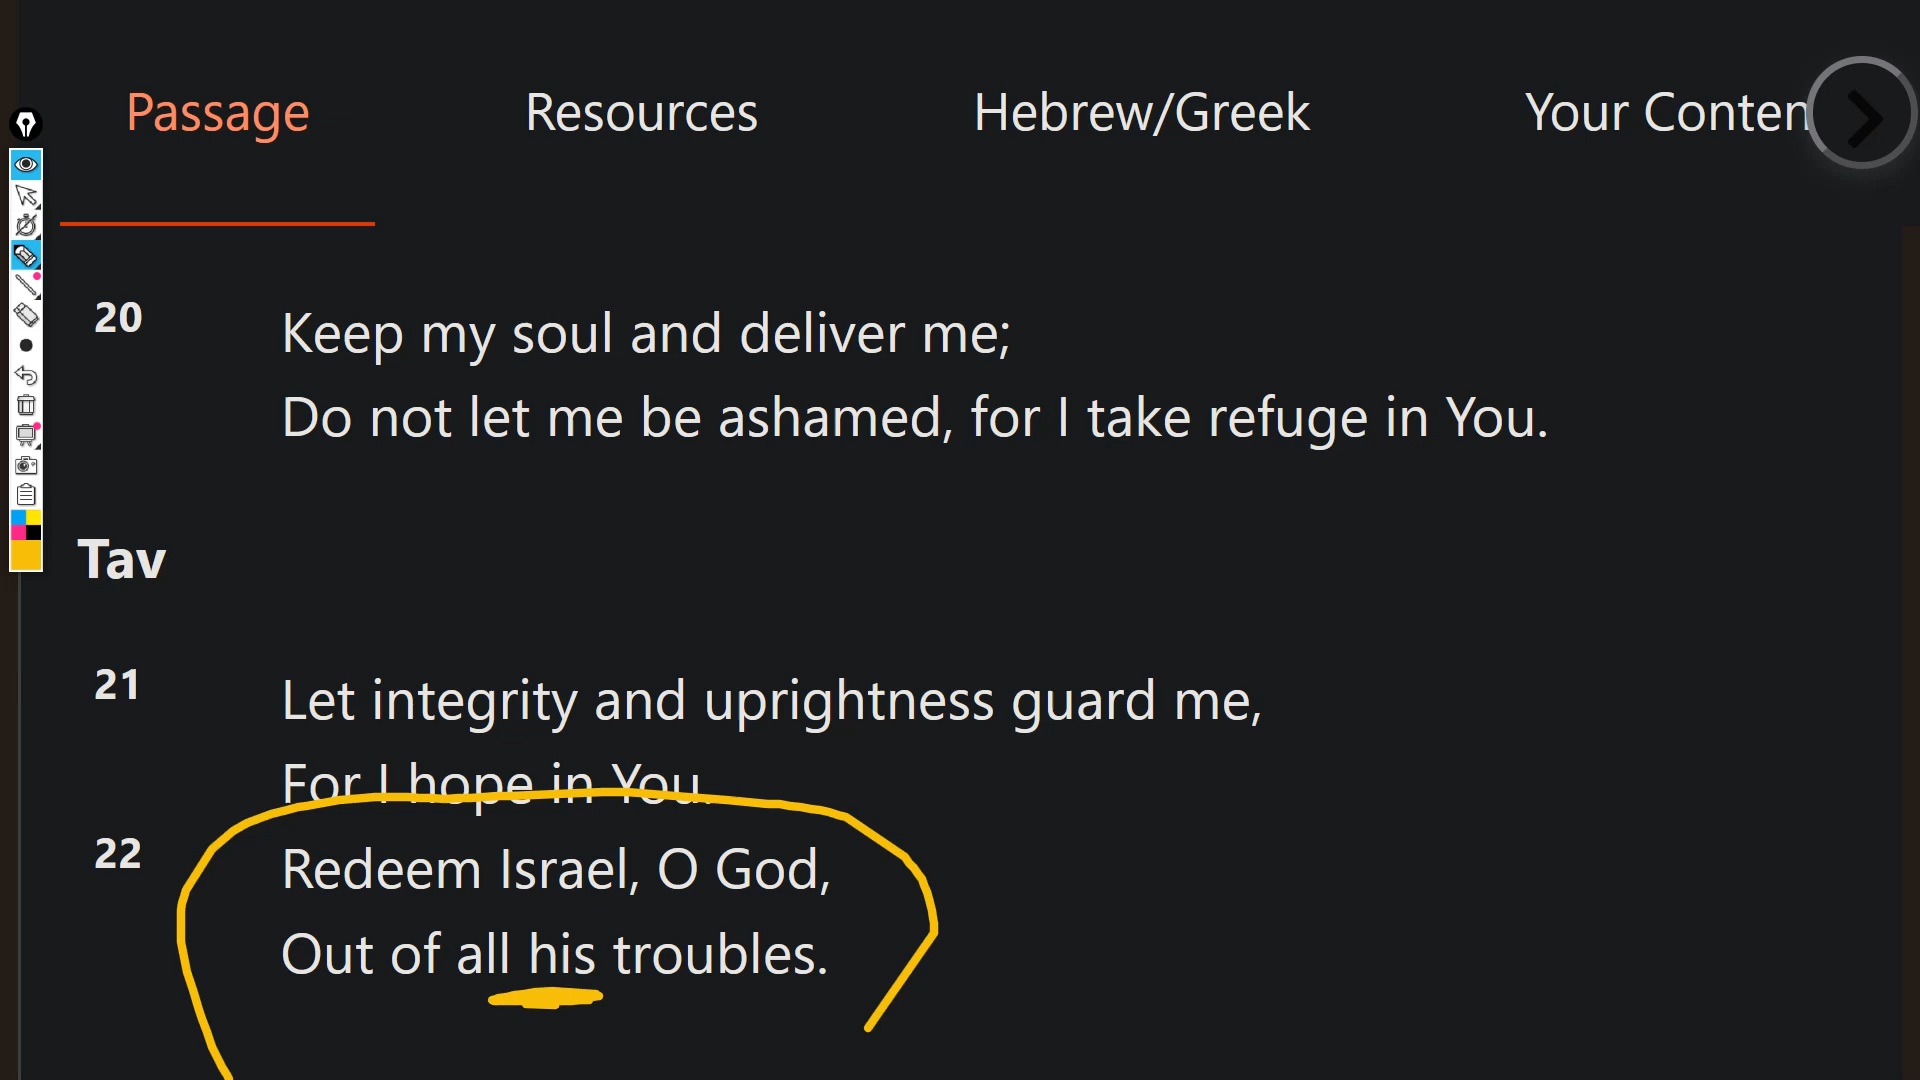 Passage Resources Hebrew/Greek Your Conten
20 Keep my soul and deliver me;
Do not let me be ashamed, for I take refuge in You.
Tav
21 Let integrity and uprightness guard me,
For I hope in You.
22 Redeem Israel, O God,
Out of all his troubles.